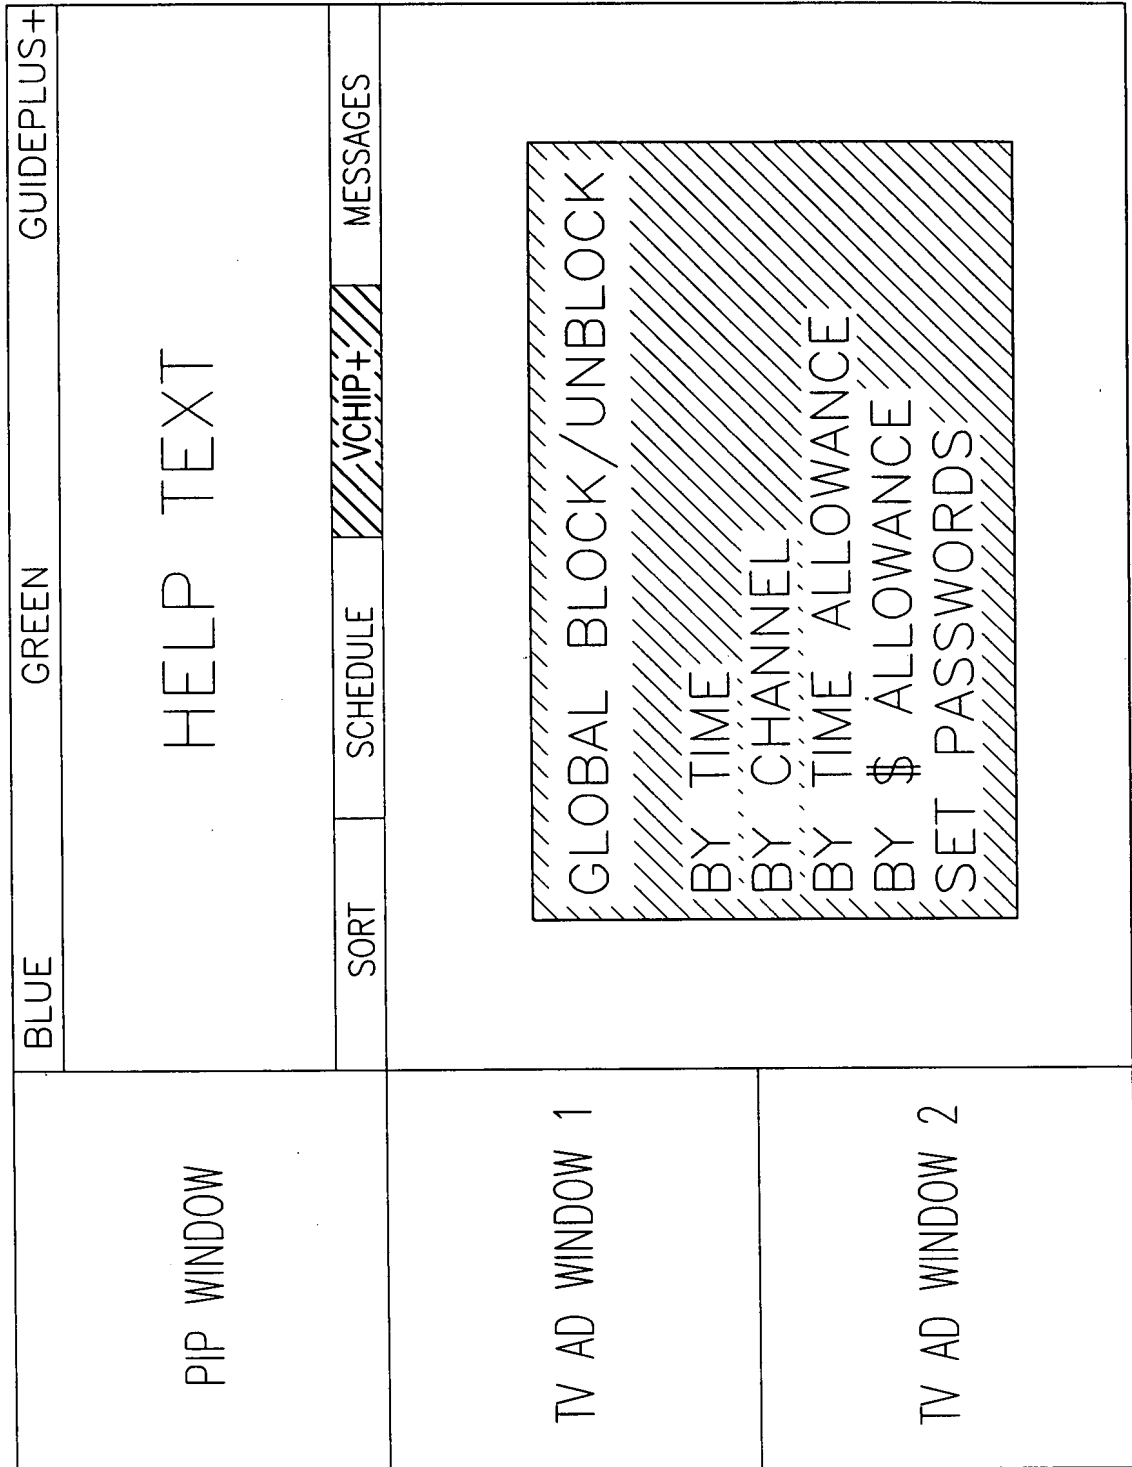 PIP WINDOW
BLUE GREEN GUIDEPLUS+
HELP TEXT
SORT SCHEDULE VCHIP+ MESSAGES
TV AD WINDOW 1
TV AD WINDOW 2
GLOBAL BLOCK/UNBLOCK
BY TIME
BY CHANNEL
BY TIME ALLOWANCE
BY $ ALLOWANCE
SET PASSWORDS